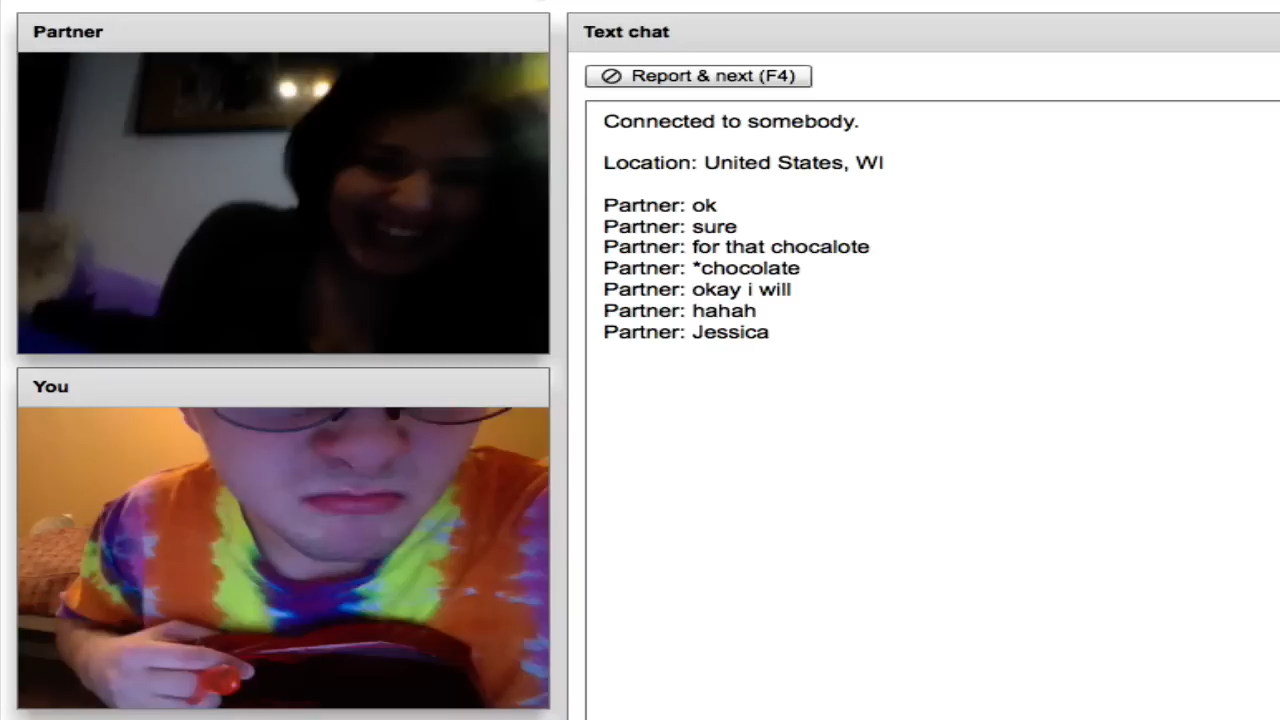 Partner
Text chat
Report & next (F4)
Connected to somebody.
Location: United States, WI
Partner: ok
Partner: sure
Partner: for that chocalote
Partner: *chocolate
Partner: okay i will
Partner: hahah
Partner: Jessica
You